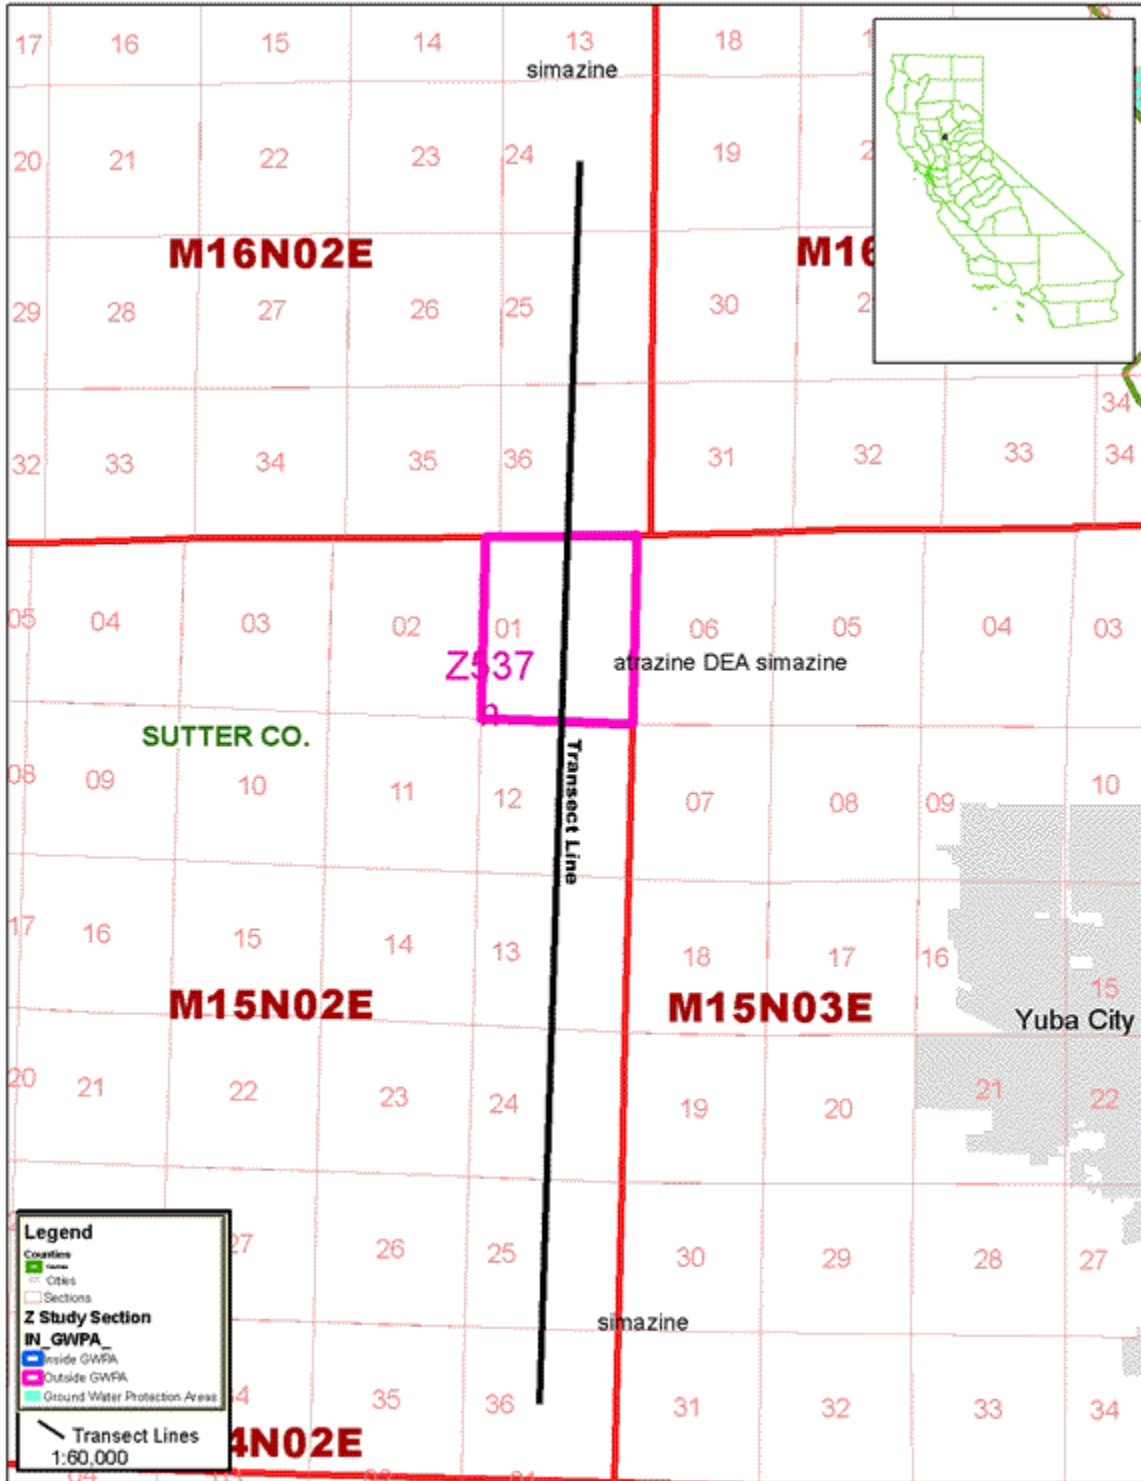 17 16 15 14 13 18
simazine
20 21 22 23 24 19
M16N02E M16
29 28 27 26 25 30
34
32 33 34 35 36 31 32 33 34
05 04 03 02 01 06 05 04 03
Z537 atrazine DEA simazine
SUTTER CO.
Transect Line
08 09 10 11 12 07 08 09 10
17 16 15 14 13 18 17 16 15
M15N02E M15N03E
Yuba City
20 21 22 23 24 19 20 21 22
27 26 25 30 29 28 27
simazine
35 36 31 32 33 34
4N02E
Legend
Counties
Cities
Sections
Z Study Section
IN_GWPA_
Inside GWPA
Outside GWPA
Ground Water Protection Areas
Transect Lines
1:60,000